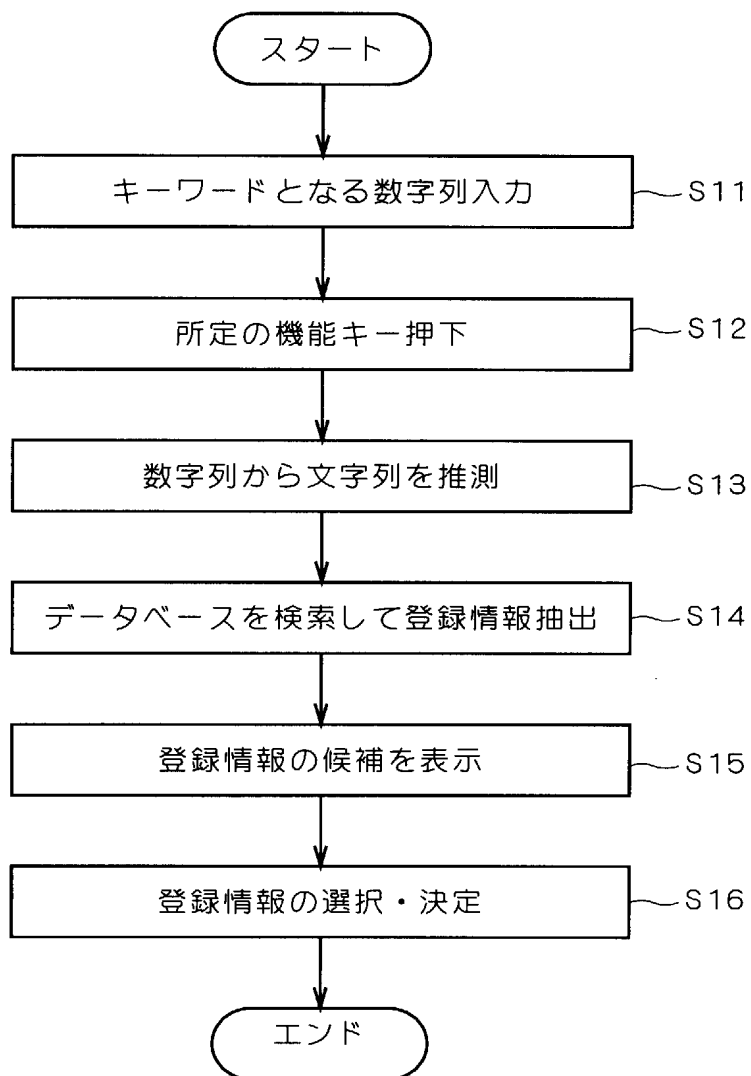 スタート
キーワードとなる数字列入力
S11
所定の機能キー押下
S12
数字列から文字列を推測
S13
データベースを検索して登録情報抽出
S14
登録情報の候補を表示
S15
登録情報の選択・決定
S16
エンド